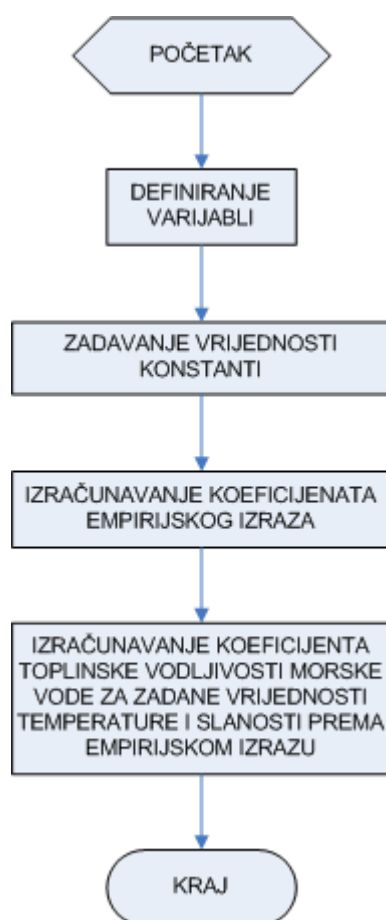 POČETAK
DEFINIRANJE
VARIJABLI
ZADAVANJE VRIJEDNOSTI
KONSTANTI
IZRAČUNAVANJE KOEFICIJENATA
EMPIRIJSKOG IZRAZA
IZRAČUNAVANJE KOEFICIJENTA
TOPLINSKE VODLJIVOSTI MORSKE
VODE ZA ZADANE VRIJEDNOSTI
TEMPERATURE I SLANOSTI PREMA
EMPIRIJSKOM IZRAZU
KRAJ